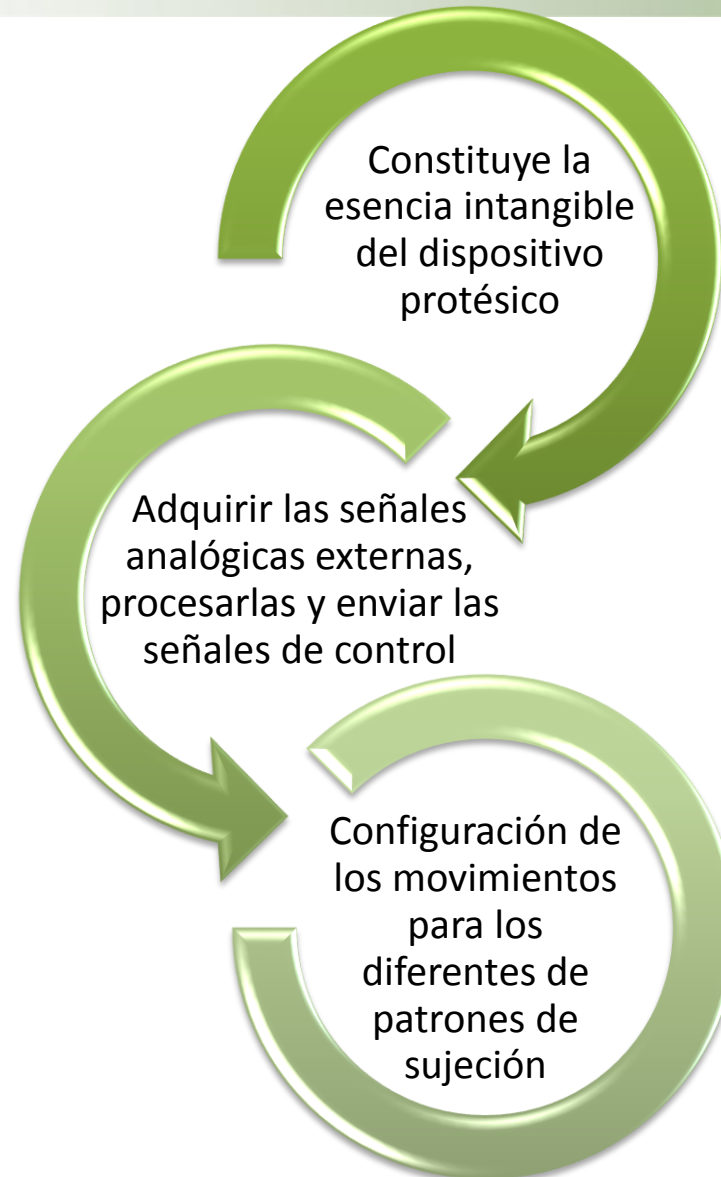 Constituye la
esencia intangible
del dispositivo
protésico
Adquirir las señales
analógicas externas,
procesarlas y enviar las
señales de control
Configuración de
los movimientos
para los
diferentes de
patrones de
sujeción